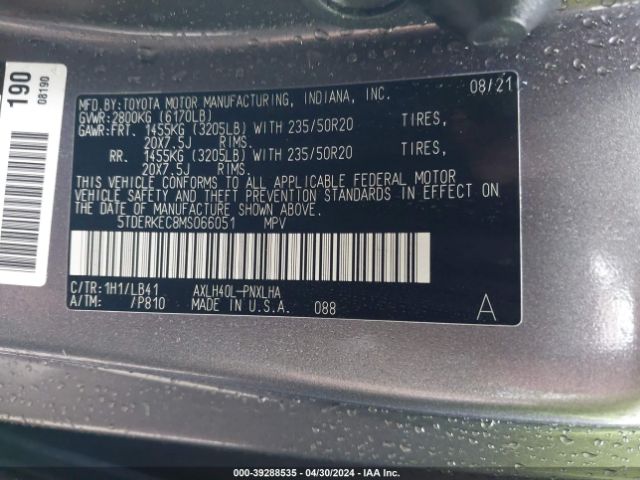 190
08190
MFD.BY:TOYOTA MOTOR MANUFACTURING, INDIANA, INC. 08/21
GVWR:2800KG (6170LB)
GAWR:FRT. 1455KG (3205LB) WITH 235/50R20 TIRES,
20X7.5J RIMS.
RR. 1455KG (3205LB) WITH 235/50R20 TIRES,
20X7.5J RIMS.
THIS VEHICLE CONFORMS TO ALL APPLICABLE FEDERAL MOTOR
VEHICLE SAFETY AND THEFT PREVENTION STANDARDS IN EFFECT ON
THE DATE OF MANUFACTURE SHOWN ABOVE.
5TDERKEC8MS066051 MPV
C/TR:1H1/LB41 AXLH40L-PNXLHA
A/TM: /P810 MADE IN U.S.A. 088 A
000-39288535 - 04/30/2024 - IAA Inc.